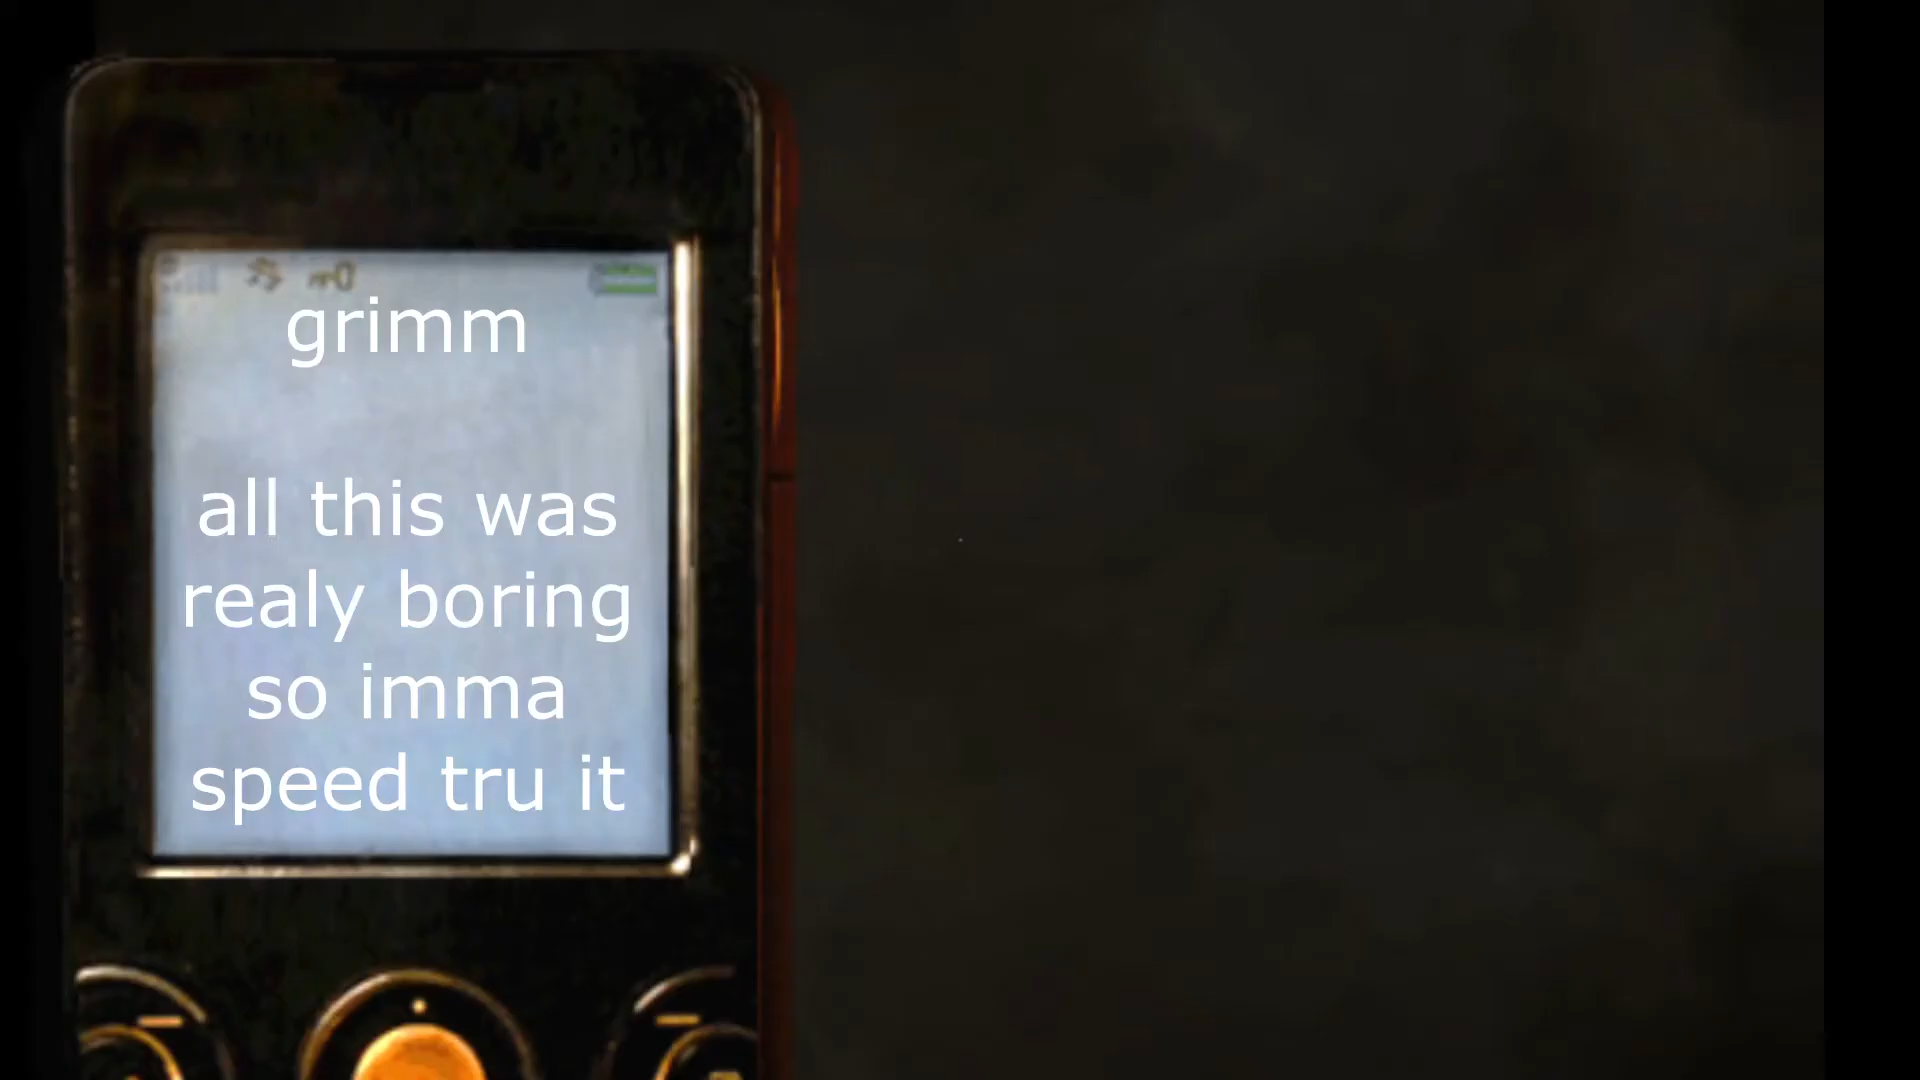 grimm
all this was
realy boring
so imma
speed tru it